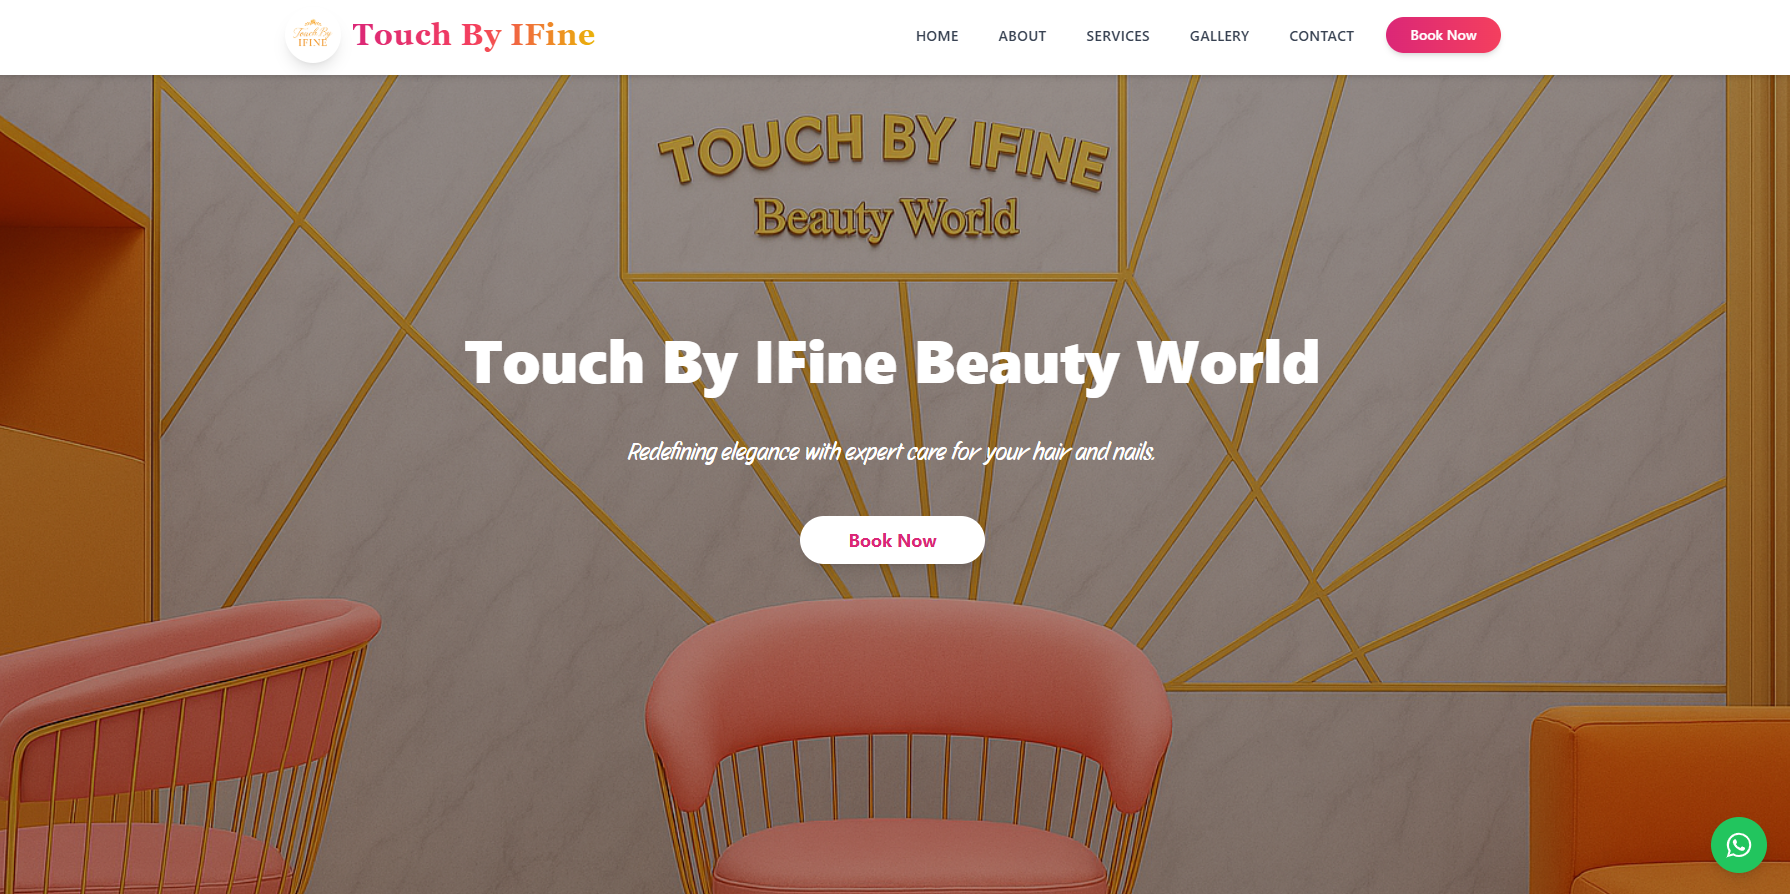 Touch By
IFINE
Touch By IFine
HOME
ABOUT
SERVICES
GALLERY
CONTACT
Book Now
TOUCH BY IFINE
Beauty World
Touch By IFine Beauty World
Redefining elegance with expert care for your hair and nails.
Book Now